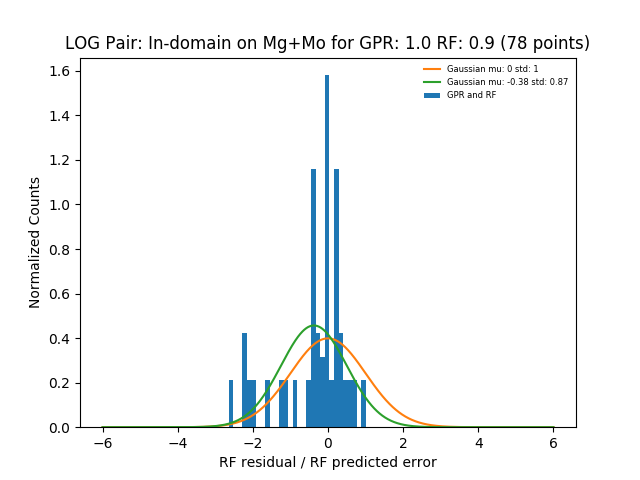 LOG Pair: In-domain on Mg+Mo for GPR: 1.0 RF: 0.9 (78 points)
Gaussian mu: 0 std: 1
Gaussian mu: -0.38 std: 0.87
GPR and RF
Normalized Counts
1.6
1.4
1.2
1.0
0.8
0.6
0.4
0.2
0.0
−6
−4
−2
0
2
4
6
RF residual / RF predicted error